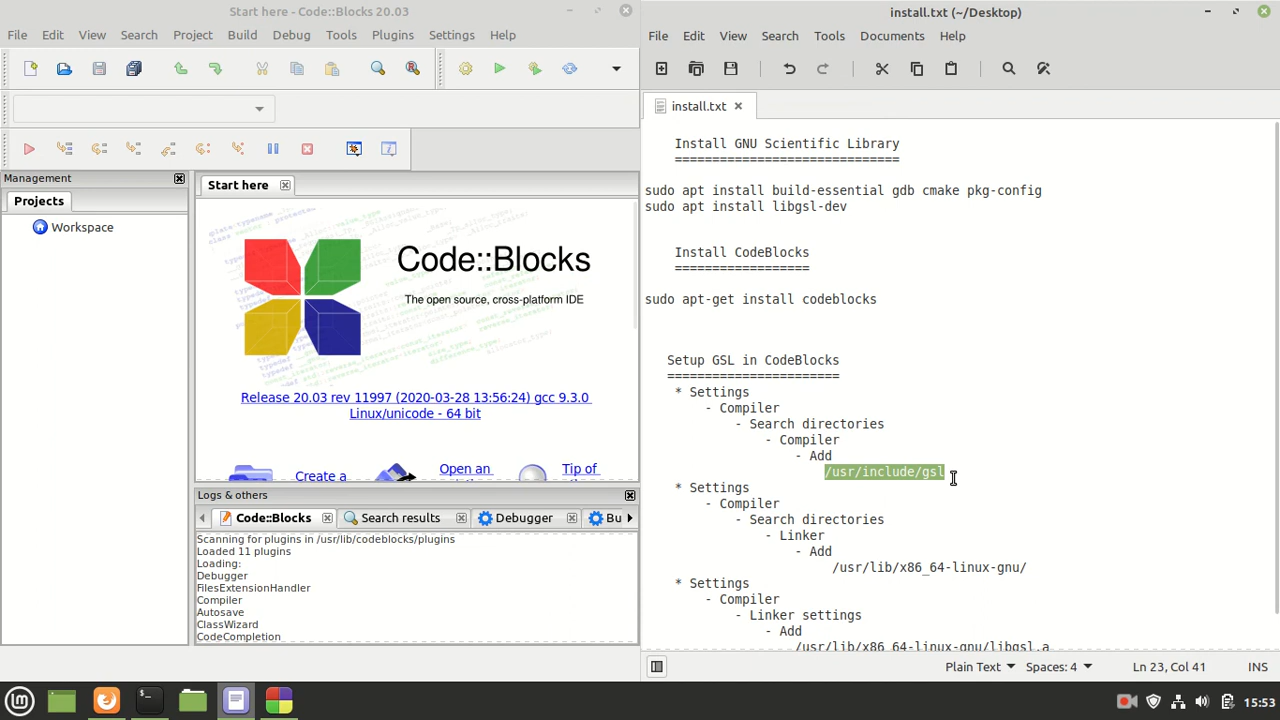 Start here - Code::Blocks 20.03
File Edit View Search Project Build Debug Tools Plugins Settings Help
Management
Projects
Workspace
Start here
Code::Blocks
The open source, cross-platform IDE
Release 20.03 rev 11997 (2020-03-28 13:56:24) gcc 9.3.0
Linux/unicode - 64 bit
Create a
Open an
Tip of
Logs & others
Code::Blocks Search results Debugger Bu
Scanning for plugins in /usr/lib/codeblocks/plugins
Loaded 11 plugins
Loading:
Debugger
FilesExtensionHandler
Compiler
Autosave
ClassWizard
CodeCompletion
install.txt (~/Desktop)
File Edit View Search Tools Documents Help
install.txt
Install GNU Scientific Library
==============================
sudo apt install build-essential gdb cmake pkg-config
sudo apt install libgsl-dev
Install CodeBlocks
==================
sudo apt-get install codeblocks
Setup GSL in CodeBlocks
=======================
* Settings
- Compiler
- Search directories
- Compiler
- Add
/usr/include/gsl
* Settings
- Compiler
- Search directories
- Linker
- Add
/usr/lib/x86_64-linux-gnu/
* Settings
- Compiler
- Linker settings
- Add
/usr/lib/x86_64-linux-gnu/libgsl.a
Plain Text Spaces: 4 Ln 23, Col 41 INS
15:53